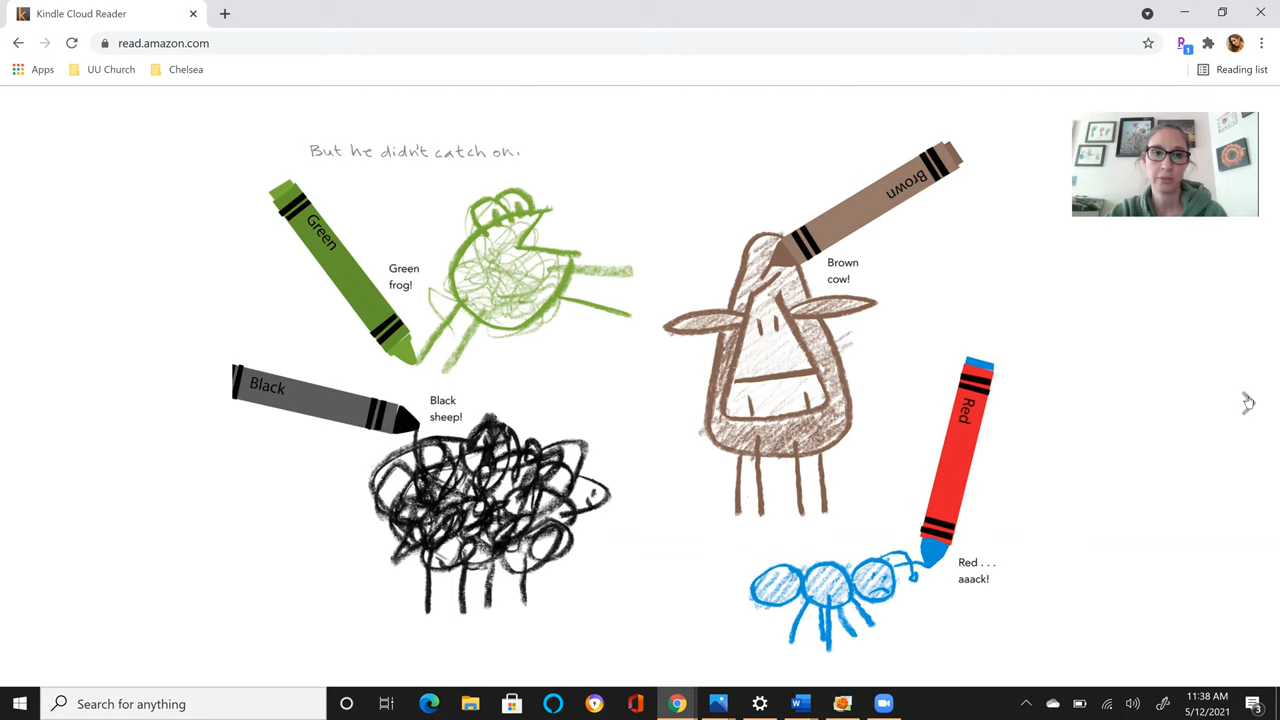 Kindle Cloud Reader
read.amazon.com
Apps
UU Church
Chelsea
Reading list
But he didn't catch on.
Green
Green
frog!
Brown
Brown
cow!
Black
Black
sheep!
Red
Red . . .
aaack!
Search for anything
11:38 AM
5/12/2021